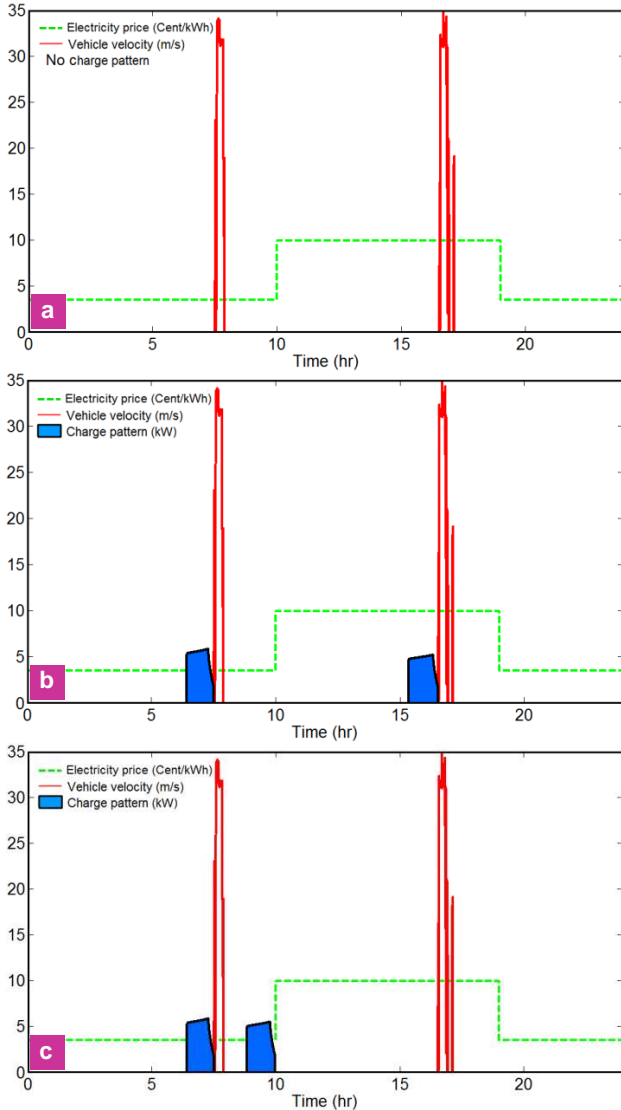 35
30
25
20
15
10
5
0
Electricity price (Cent/kWh)
Vehicle velocity (m/s)
No charge pattern
a
0 5 10 15 20
Time (hr)
35
30
25
20
15
10
5
0
Electricity price (Cent/kWh)
Vehicle velocity (m/s)
Charge pattern (kW)
b
0 5 10 15 20
Time (hr)
35
30
25
20
15
10
5
0
Electricity price (Cent/kWh)
Vehicle velocity (m/s)
Charge pattern (kW)
c
0 5 10 15 20
Time (hr)